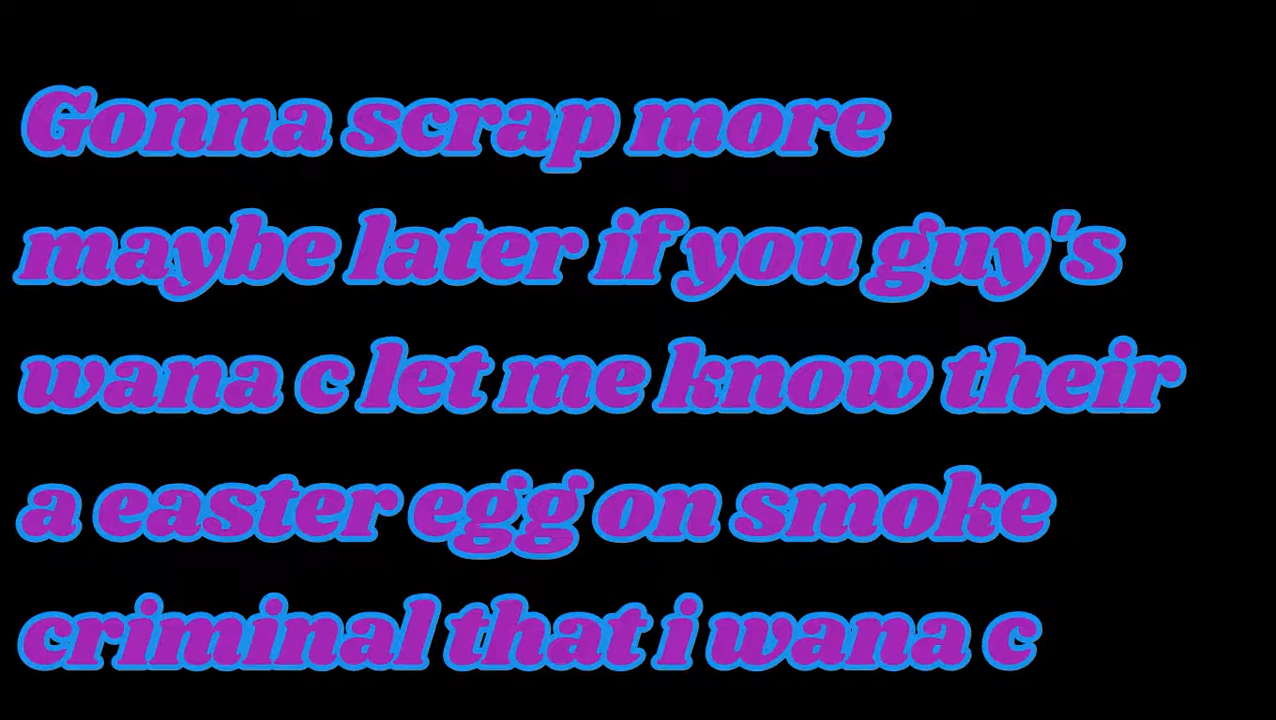 Gonna scrap more
maybe later if you guy's
wana c let me know their
a easter egg on smoke
criminal that i wana c